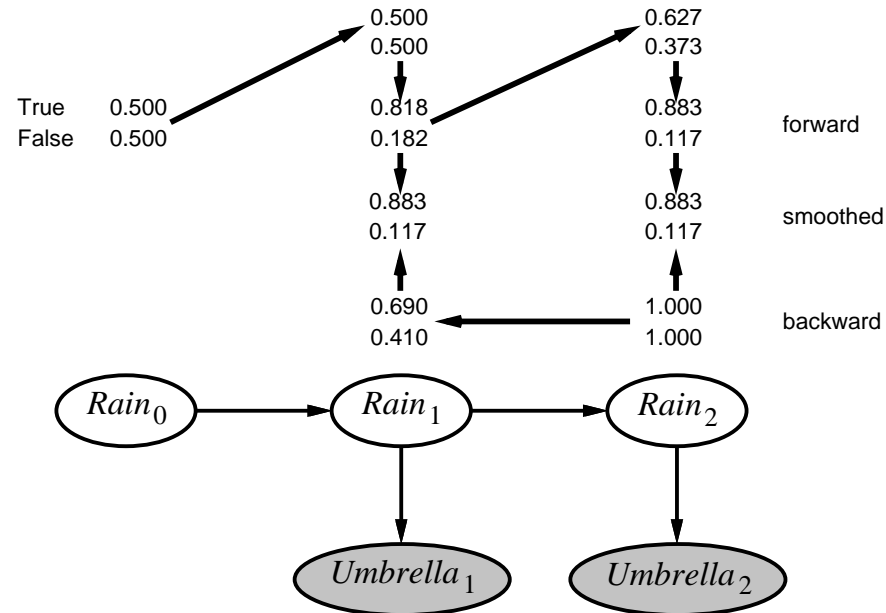 0.500 0.627
0.500 0.373
True 0.500 0.818 0.883 forward
False 0.500 0.182 0.117
0.883 0.883 smoothed
0.117 0.117
0.690 1.000 backward
0.410 1.000
Rain0 Rain1 Rain2
Umbrella1 Umbrella2